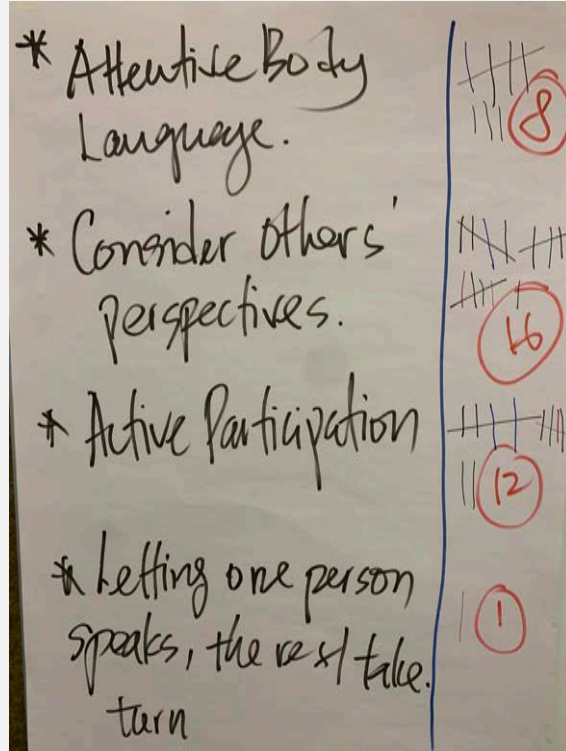 * Attentive Body
Language.
8
* Consider others'
perspectives.
16
* Active Participation
12
* Letting one person
speaks, the rest take.
turn
1